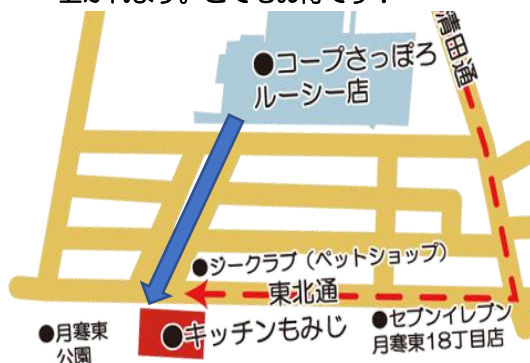 ●コープさっぽろ
ルーシー店
清田通
●ジークラブ（ペットショップ）
東北通
●月寒東
公園
●キッチンもみじ
●セブンイレブン
月寒東18丁目店